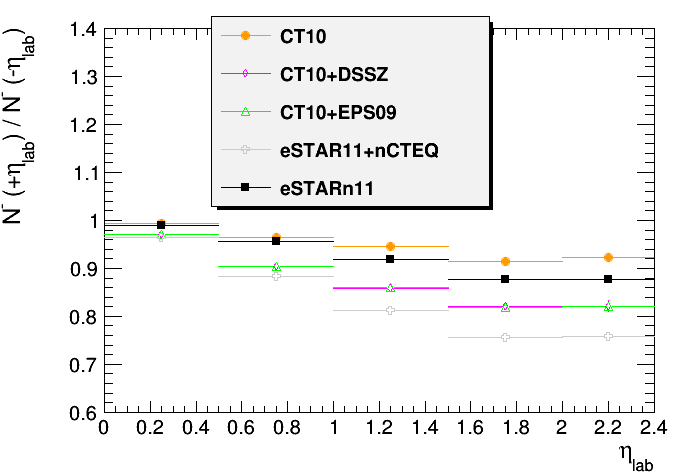 N⁻(+η_lab) / N⁻(-η_lab)
1.4
1.3
1.2
1.1
1
0.9
0.8
0.7
0.6
CT10
CT10+DSSZ
CT10+EPS09
eSTAR11+nCTEQ
eSTARn11
0 0.2 0.4 0.6 0.8 1 1.2 1.4 1.6 1.8 2 2.2 2.4
η_lab